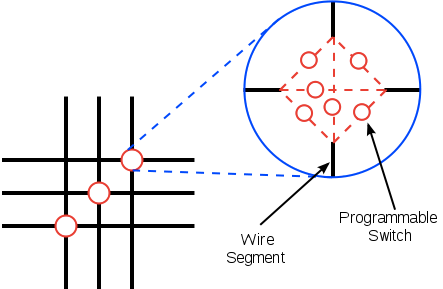 Programmable
Switch
Wire
Segment